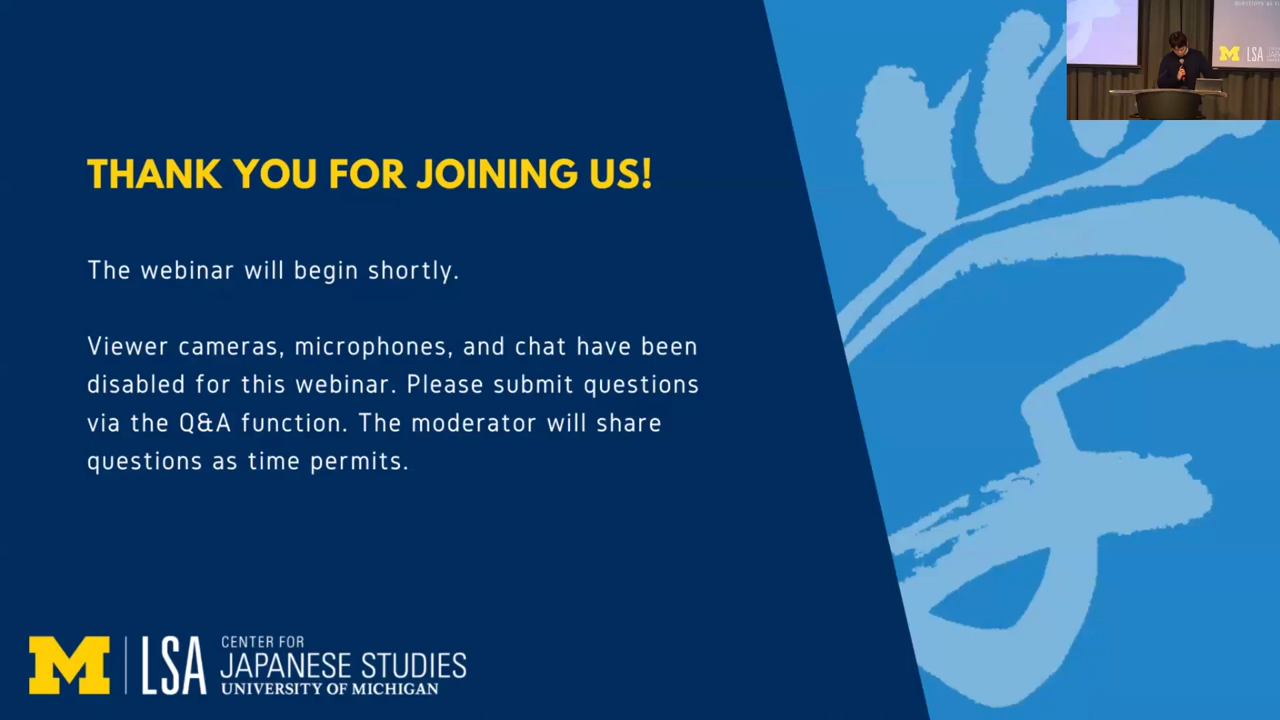 THANK YOU FOR JOINING US!
The webinar will begin shortly.
Viewer cameras, microphones, and chat have been
disabled for this webinar. Please submit questions
via the Q&A function. The moderator will share
questions as time permits.
M LSA CENTER FOR
JAPANESE STUDIES
UNIVERSITY OF MICHIGAN
学
M LSA